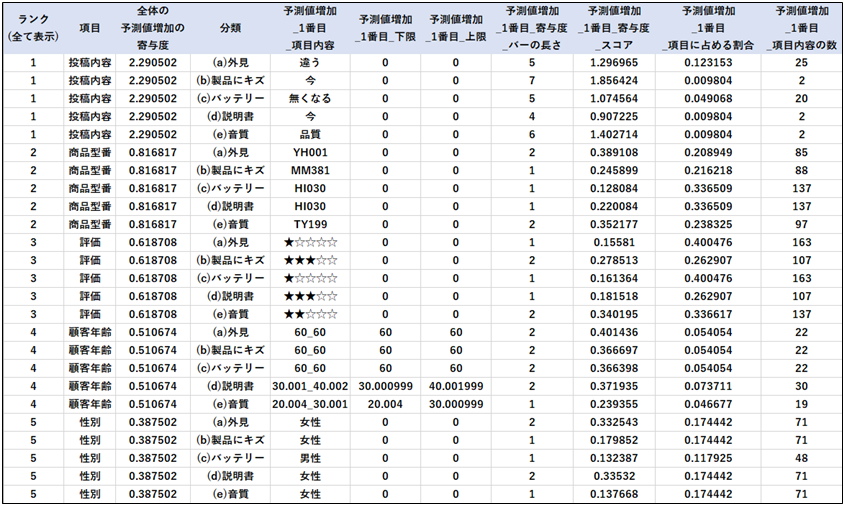 ランク
(全て表示) 項目 全体の
予測値増加の
寄与度 分類 予測値増加
_1番目
_項目内容 予測値増加
_1番目_下限 予測値増加
_1番目_上限 予測値増加
_1番目_寄与度
_バーの長さ 予測値増加
_1番目_寄与度
_スコア 予測値増加
_1番目
_項目に占める割合 予測値増加
_1番目
_項目内容の数
1 投稿内容 2.290502 (a)外見 違う 0 0 5 1.296965 0.123153 25
1 投稿内容 2.290502 (b)製品にキズ 今 0 0 7 1.856424 0.009804 2
1 投稿内容 2.290502 (c)バッテリー 無くなる 0 0 5 1.074564 0.049068 20
1 投稿内容 2.290502 (d)説明書 今 0 0 4 0.907225 0.009804 2
1 投稿内容 2.290502 (e)音質 品質 0 0 6 1.402714 0.009804 2
2 商品型番 0.816817 (a)外見 YH001 0 0 2 0.389108 0.208949 85
2 商品型番 0.816817 (b)製品にキズ MM381 0 0 1 0.245899 0.216218 88
2 商品型番 0.816817 (c)バッテリー HI030 0 0 1 0.128084 0.336509 137
2 商品型番 0.816817 (d)説明書 HI030 0 0 1 0.220084 0.336509 137
2 商品型番 0.816817 (e)音質 TY199 0 0 2 0.352177 0.238325 97
3 評価 0.618708 (a)外見 ★☆☆☆☆ 0 0 1 0.15581 0.400476 163
3 評価 0.618708 (b)製品にキズ ★★★☆☆ 0 0 2 0.278513 0.262907 107
3 評価 0.618708 (c)バッテリー ★☆☆☆☆ 0 0 1 0.161364 0.400476 163
3 評価 0.618708 (d)説明書 ★★★☆☆ 0 0 1 0.181518 0.262907 107
3 評価 0.618708 (e)音質 ★★☆☆☆ 0 0 2 0.340195 0.336617 137
4 顧客年齢 0.510674 (a)外見 60_60 60 60 2 0.401436 0.054054 22
4 顧客年齢 0.510674 (b)製品にキズ 60_60 60 60 2 0.366697 0.054054 22
4 顧客年齢 0.510674 (c)バッテリー 60_60 60 60 2 0.366398 0.054054 22
4 顧客年齢 0.510674 (d)説明書 30.001_40.002 30.000999 40.001999 2 0.371935 0.073711 30
4 顧客年齢 0.510674 (e)音質 20.004_30.001 20.004 30.000999 1 0.239355 0.046677 19
5 性別 0.387502 (a)外見 女性 0 0 2 0.332543 0.174442 71
5 性別 0.387502 (b)製品にキズ 女性 0 0 1 0.179852 0.174442 71
5 性別 0.387502 (c)バッテリー 男性 0 0 1 0.132387 0.117925 48
5 性別 0.387502 (d)説明書 女性 0 0 2 0.33532 0.174442 71
5 性別 0.387502 (e)音質 女性 0 0 1 0.137668 0.174442 71